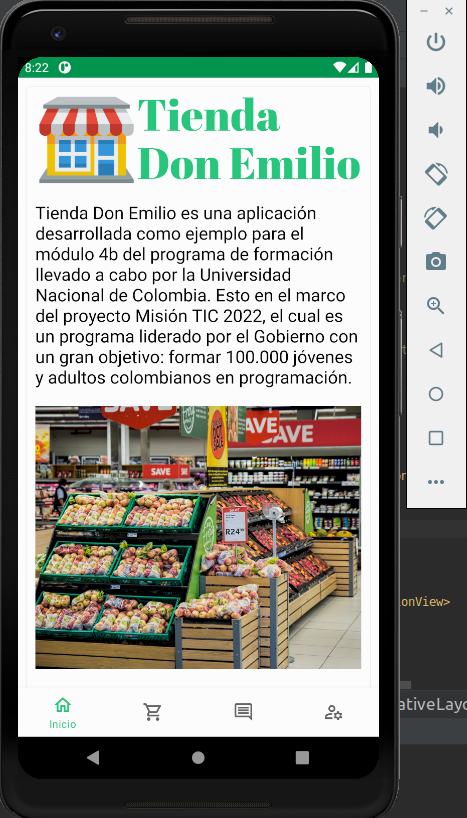 8:22
Tienda
Don Emilio
Tienda Don Emilio es una aplicación
desarrollada como ejemplo para el
módulo 4b del programa de formación
llevado a cabo por la Universidad
Nacional de Colombia. Esto en el marco
del proyecto Misión TIC 2022, el cual es
un programa liderado por el Gobierno con
un gran objetivo: formar 100.000 jóvenes
y adultos colombianos en programación.
SAVE
AVE
SAVE
R24
onView>
ativeLayo
Inicio